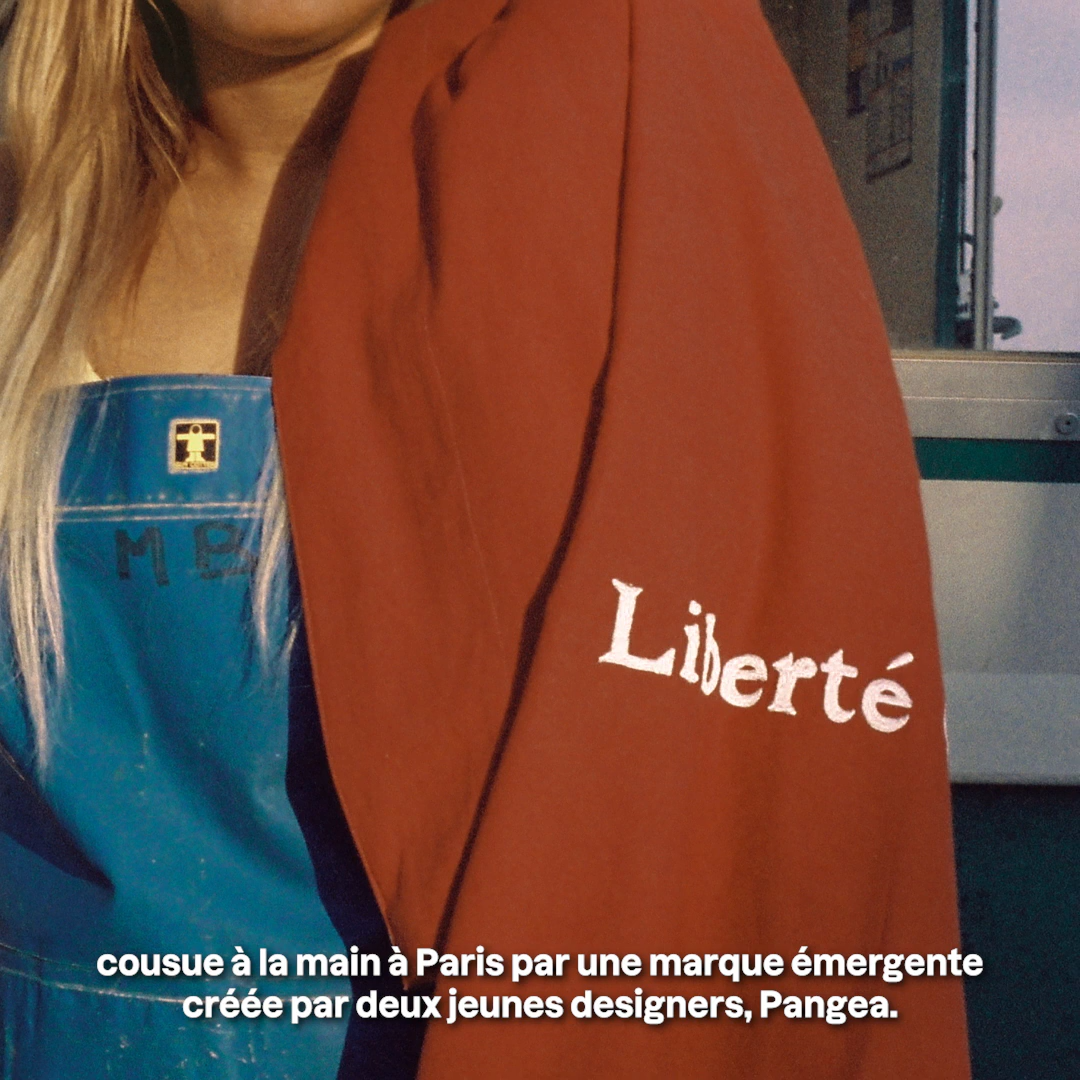 MB
Liberté
cousue à la main à Paris par une marque émergente
créée par deux jeunes designers, Pangea.